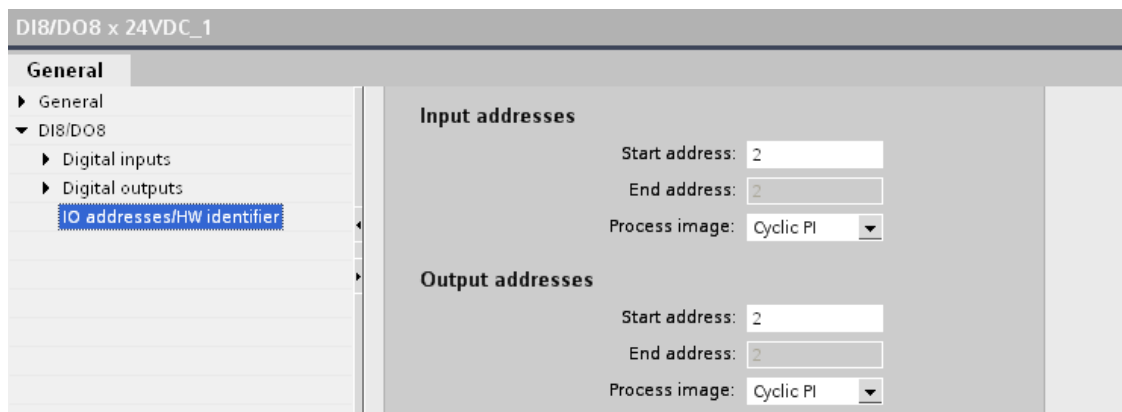 DI8/DO8 x 24VDC_1
General
General
DI8/DO8
Digital inputs
Digital outputs
IO addresses/HW identifier
Input addresses
Start address: 2
End address: 2
Process image: Cyclic PI
Output addresses
Start address: 2
End address: 2
Process image: Cyclic PI